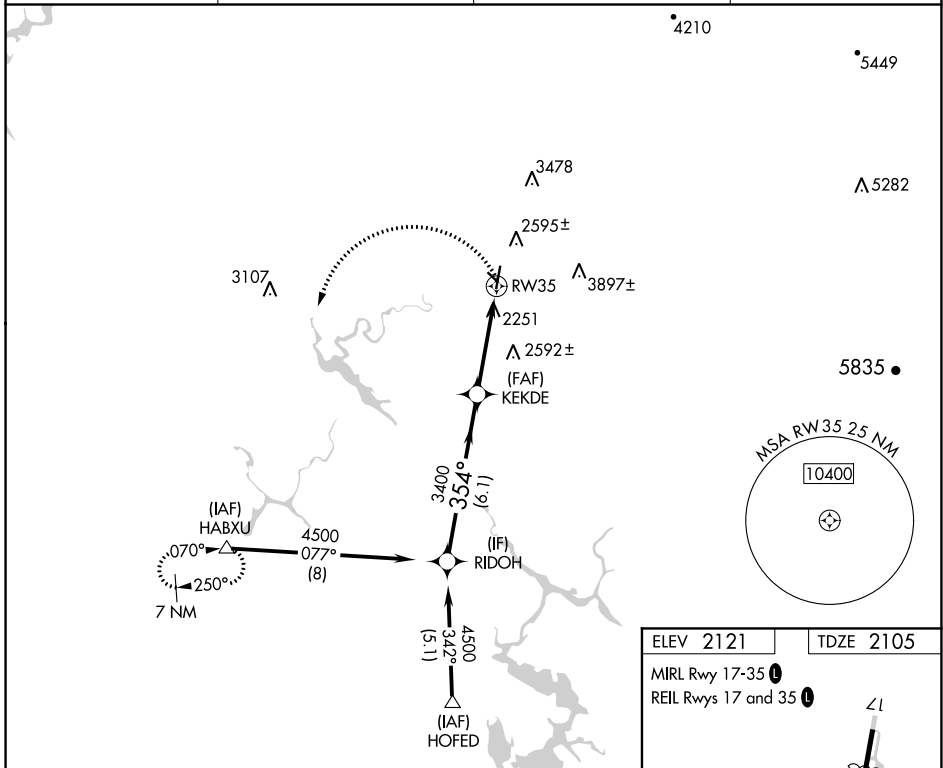 4210
5449
3478
5282
2595±
3107
RW35
3897±
2251
2592±
5835
(FAF)
KEKDE
MSA RW35 25 NM
10400
3400
354°
(6.1)
(IAF)
HABXU
4500
077°
(8)
(IF)
RIDOH
070°
250°
7 NM
4500
342°
(5.1)
(IAF)
HOFED
ELEV 2121
TDZE 2105
MIRL Rwy 17-35 L
REIL Rwys 17 and 35 L
17